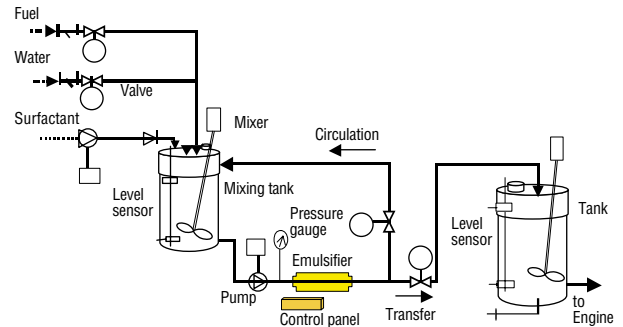 Fuel
Water
Valve
Surfactant
Mixer
Circulation
Level
sensor
Mixing tank
Pressure
gauge
Level
sensor
Tank
Emulsifier
Pump
Control panel
Transfer
to
Engine